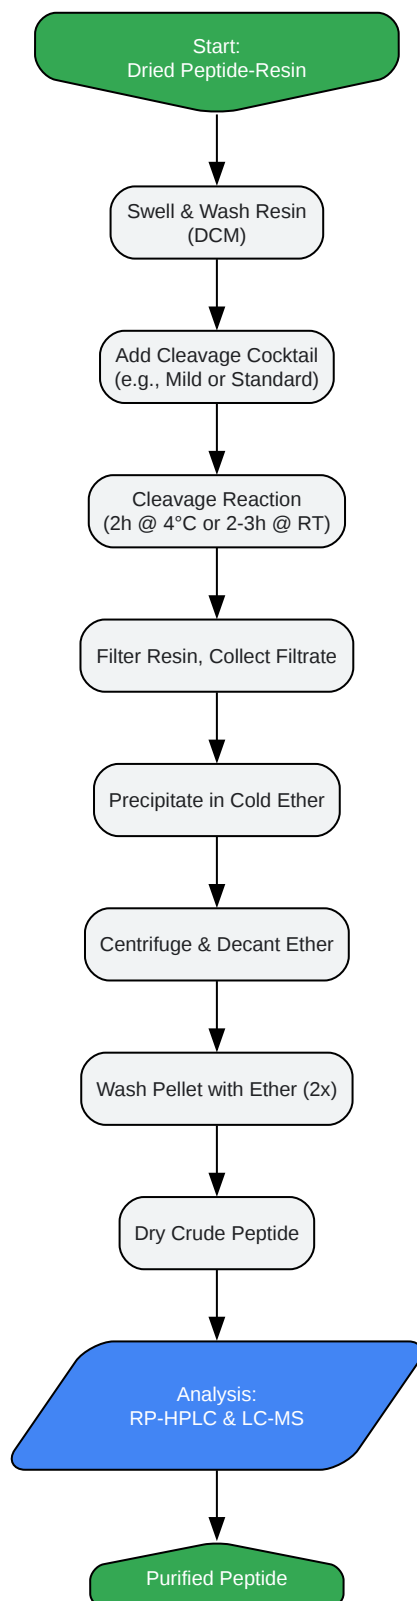 Start:
Dried Peptide-Resin
Swell & Wash Resin
(DCM)
Add Cleavage Cocktail
(e.g., Mild or Standard)
Cleavage Reaction
(2h @ 4°C or 2-3h @ RT)
Filter Resin, Collect Filtrate
Precipitate in Cold Ether
Centrifuge & Decant Ether
Wash Pellet with Ether (2x)
Dry Crude Peptide
Analysis:
RP-HPLC & LC-MS
Purified Peptide